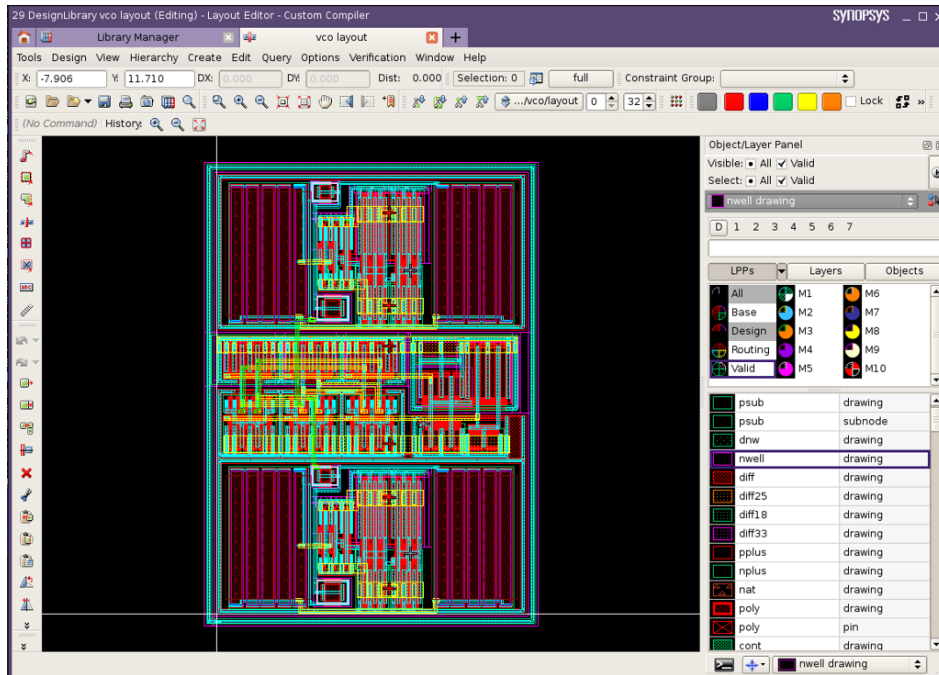 29 DesignLibrary vco layout (Editing) - Layout Editor - Custom Compiler SYNOPSYS
Library Manager vco layout
Tools Design View Hierarchy Create Edit Query Options Verification Window Help
X: -7.906 Y: 11.710 DX: 0.000 DY: 0.000 Dist: 0.000 Selection: 0 full Constraint Group:
.../vco/layout 0 32 Lock »
(No Command) History:
Object/Layer Panel
Visible: All Valid
Select: All Valid
nwell drawing
D 1 2 3 4 5 6 7
LPPs Layers Objects
All M1 M6
Base M2 M7
Design M3 M8
Routing M4 M9
Valid M5 M10
psub drawing
psub subnode
dnw drawing
nwell drawing
diff drawing
diff25 drawing
diff18 drawing
diff33 drawing
pplus drawing
nplus drawing
nat drawing
poly drawing
poly pin
cont drawing
nwell drawing
abc